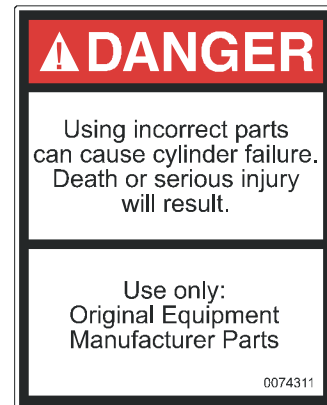 DANGER
Using incorrect parts
can cause cylinder failure.
Death or serious injury
will result.
Use only:
Original Equipment
Manufacturer Parts
0074311